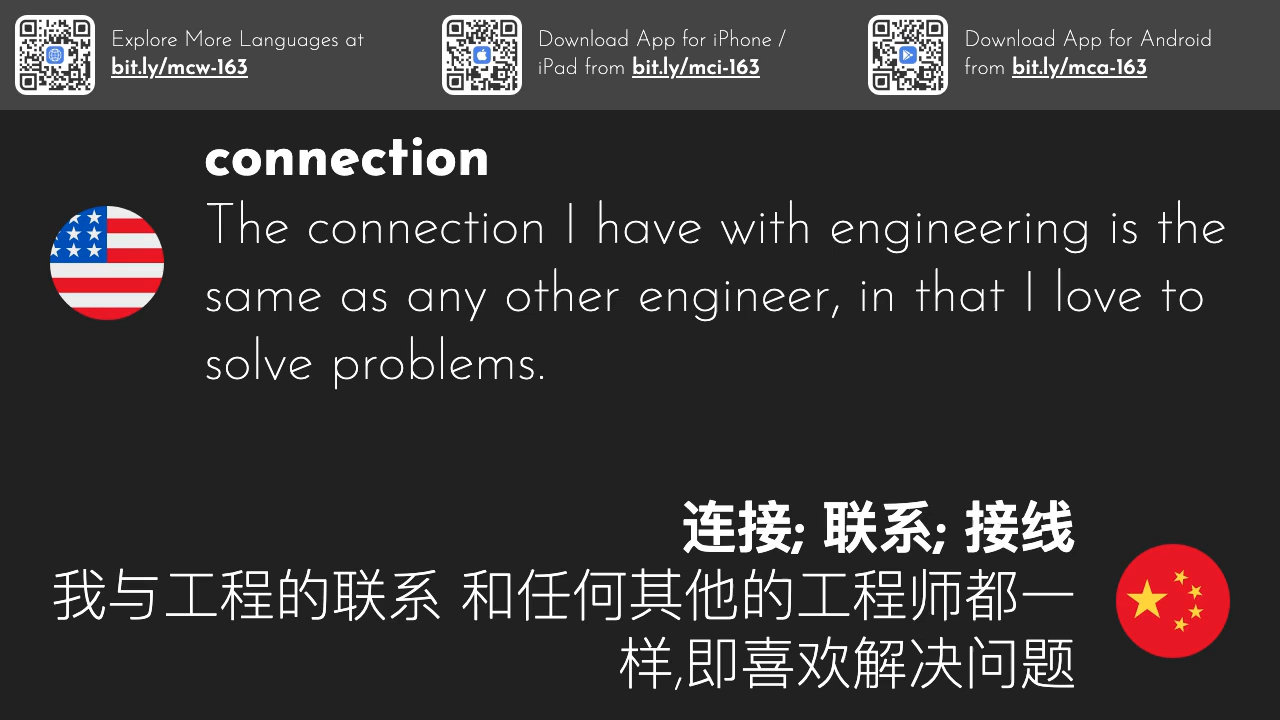 Explore More Languages at
bit.ly/mcw-163
Download App for iPhone /
iPad from bit.ly/mci-163
Download App for Android
from bit.ly/mca-163
connection
The connection I have with engineering is the
same as any other engineer, in that I love to
solve problems.
连接; 联系; 接线
我与工程的联系 和任何其他的工程师都一
样,即喜欢解决问题